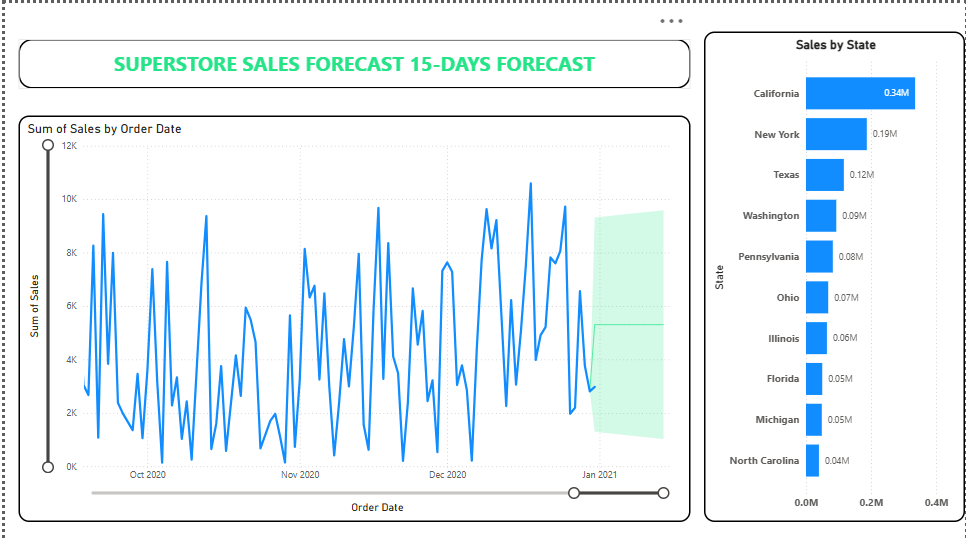 SUPERSTORE SALES FORECAST 15-DAYS FORECAST
Sum of Sales by Order Date
Sum of Sales
12K
10K
8K
6K
4K
2K
0K
Oct 2020
Nov 2020
Dec 2020
Jan 2021
Order Date
Sales by State
State
California 0.34M
New York 0.19M
Texas 0.12M
Washington 0.09M
Pennsylvania 0.08M
Ohio 0.07M
Illinois 0.06M
Florida 0.05M
Michigan 0.05M
North Carolina 0.04M
0.0M 0.2M 0.4M